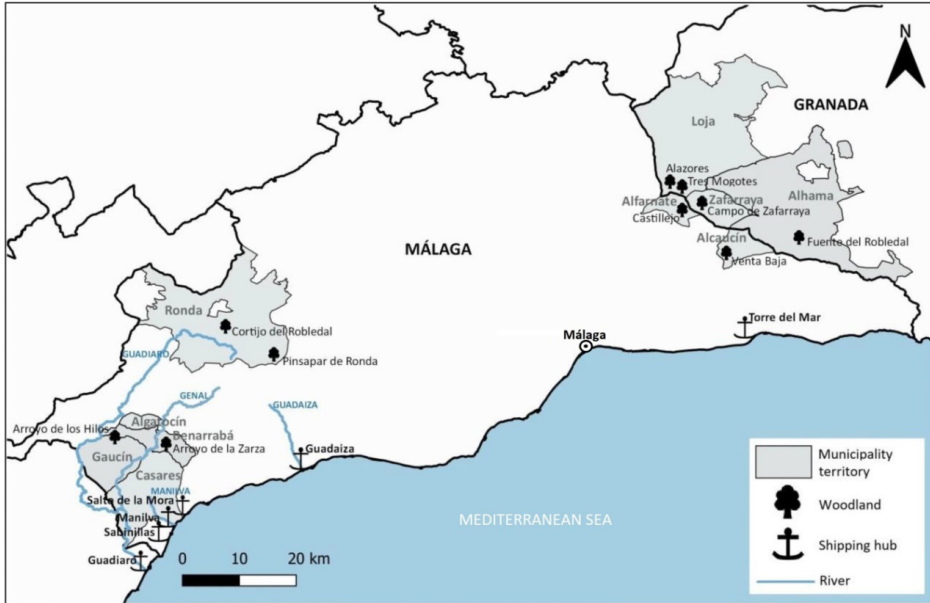 N
GRANADA
Loja
Alazores
Tres Mogotes
Alhama
Zafarraya
Alfarnate
Campo de Zafarraya
Castillejo
Alcaucín
Fuente del Robledal
Venta Baja
MÁLAGA
Ronda
Cortijo del Robledal
Torre del Mar
Málaga
GUADIARO
Pinsapar de Ronda
GENAL
GUADAIZA
Algatocín
Arroyo de los Hilos
Benarrabá
Arroyo de la Zarza
Guadaiza
Gaucín
Casares
MANILVA
Salto de la Mora
Manilva
Sabinillas
Guadiaro
MEDITERRANEAN SEA
0 10 20 km
Municipality
territory
Woodland
Shipping hub
River